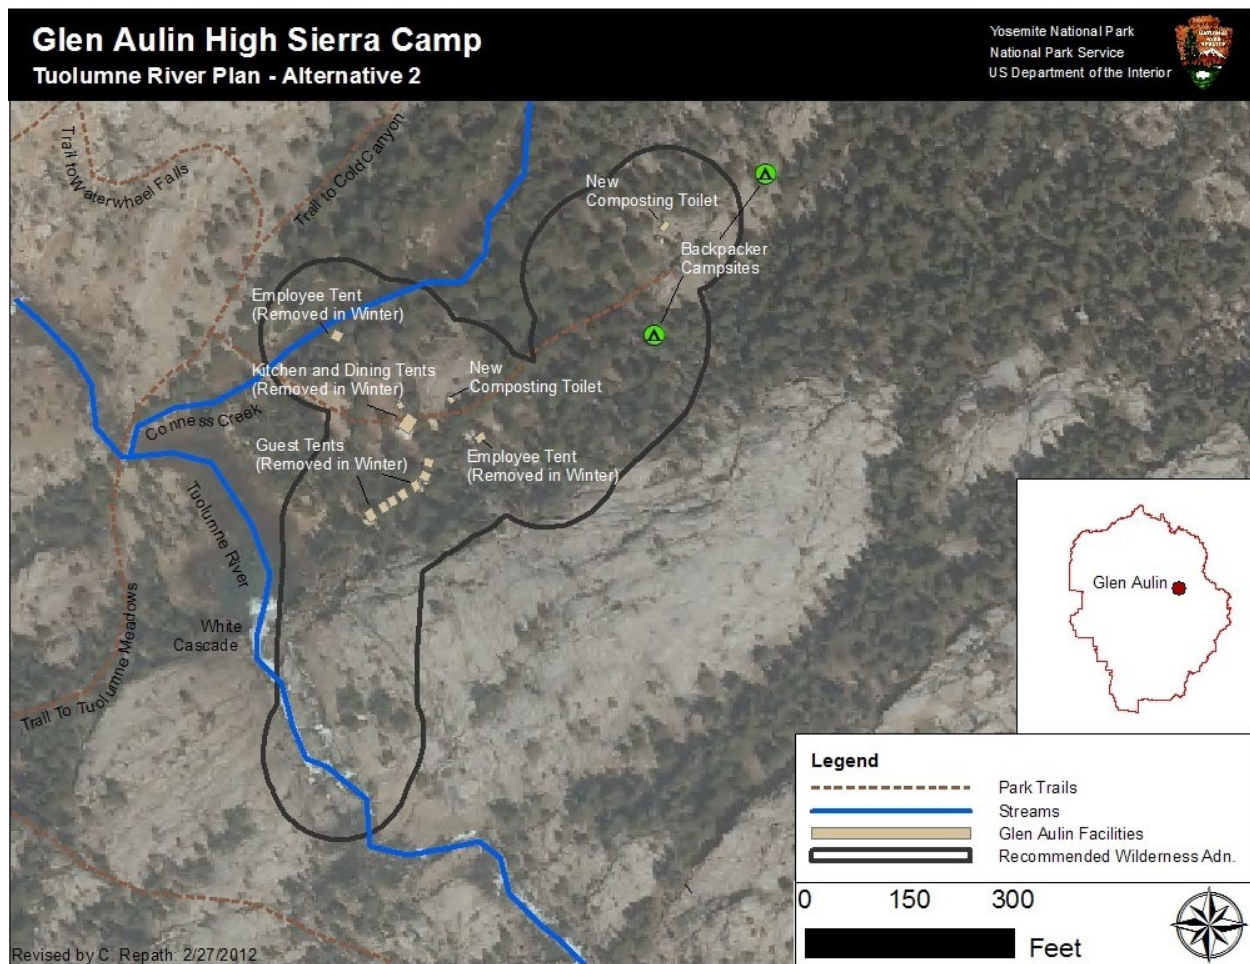 Glen Aulin High Sierra Camp
Tuolumne River Plan - Alternative 2
Yosemite National Park
National Park Service
US Department of the Interior
NATIONAL
PARK
SERVICE
Trail to Waterwheel Falls
Trail to Cold Canyon
New
Composting Toilet
Backpacker
Campsites
Employee Tent
(Removed in Winter)
Kitchen and Dining Tents
(Removed in Winter)
New
Composting Toilet
Conness Creek
Guest Tents
(Removed in Winter)
Employee Tent
(Removed in Winter)
Tuolumne River
White
Cascade
Trail To Tuolumne Meadows
Glen Aulin
Legend
Park Trails
Streams
Glen Aulin Facilities
Recommended Wilderness Adn.
0 150 300
Feet
Revised by C. Repath: 2/27/2012